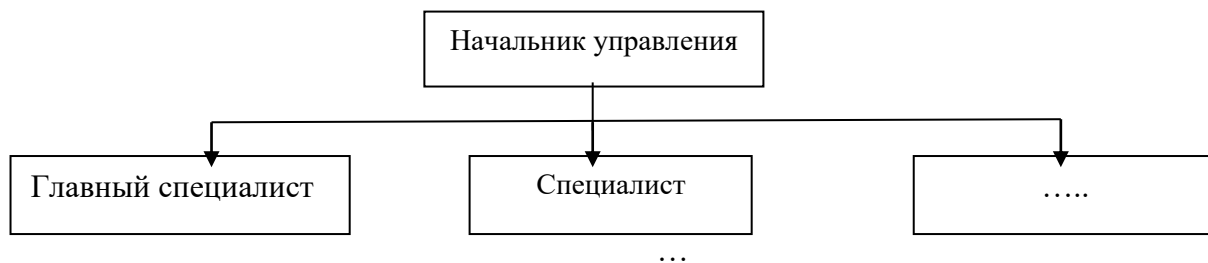 Начальник управления
Главный специалист
Специалист
…..
…